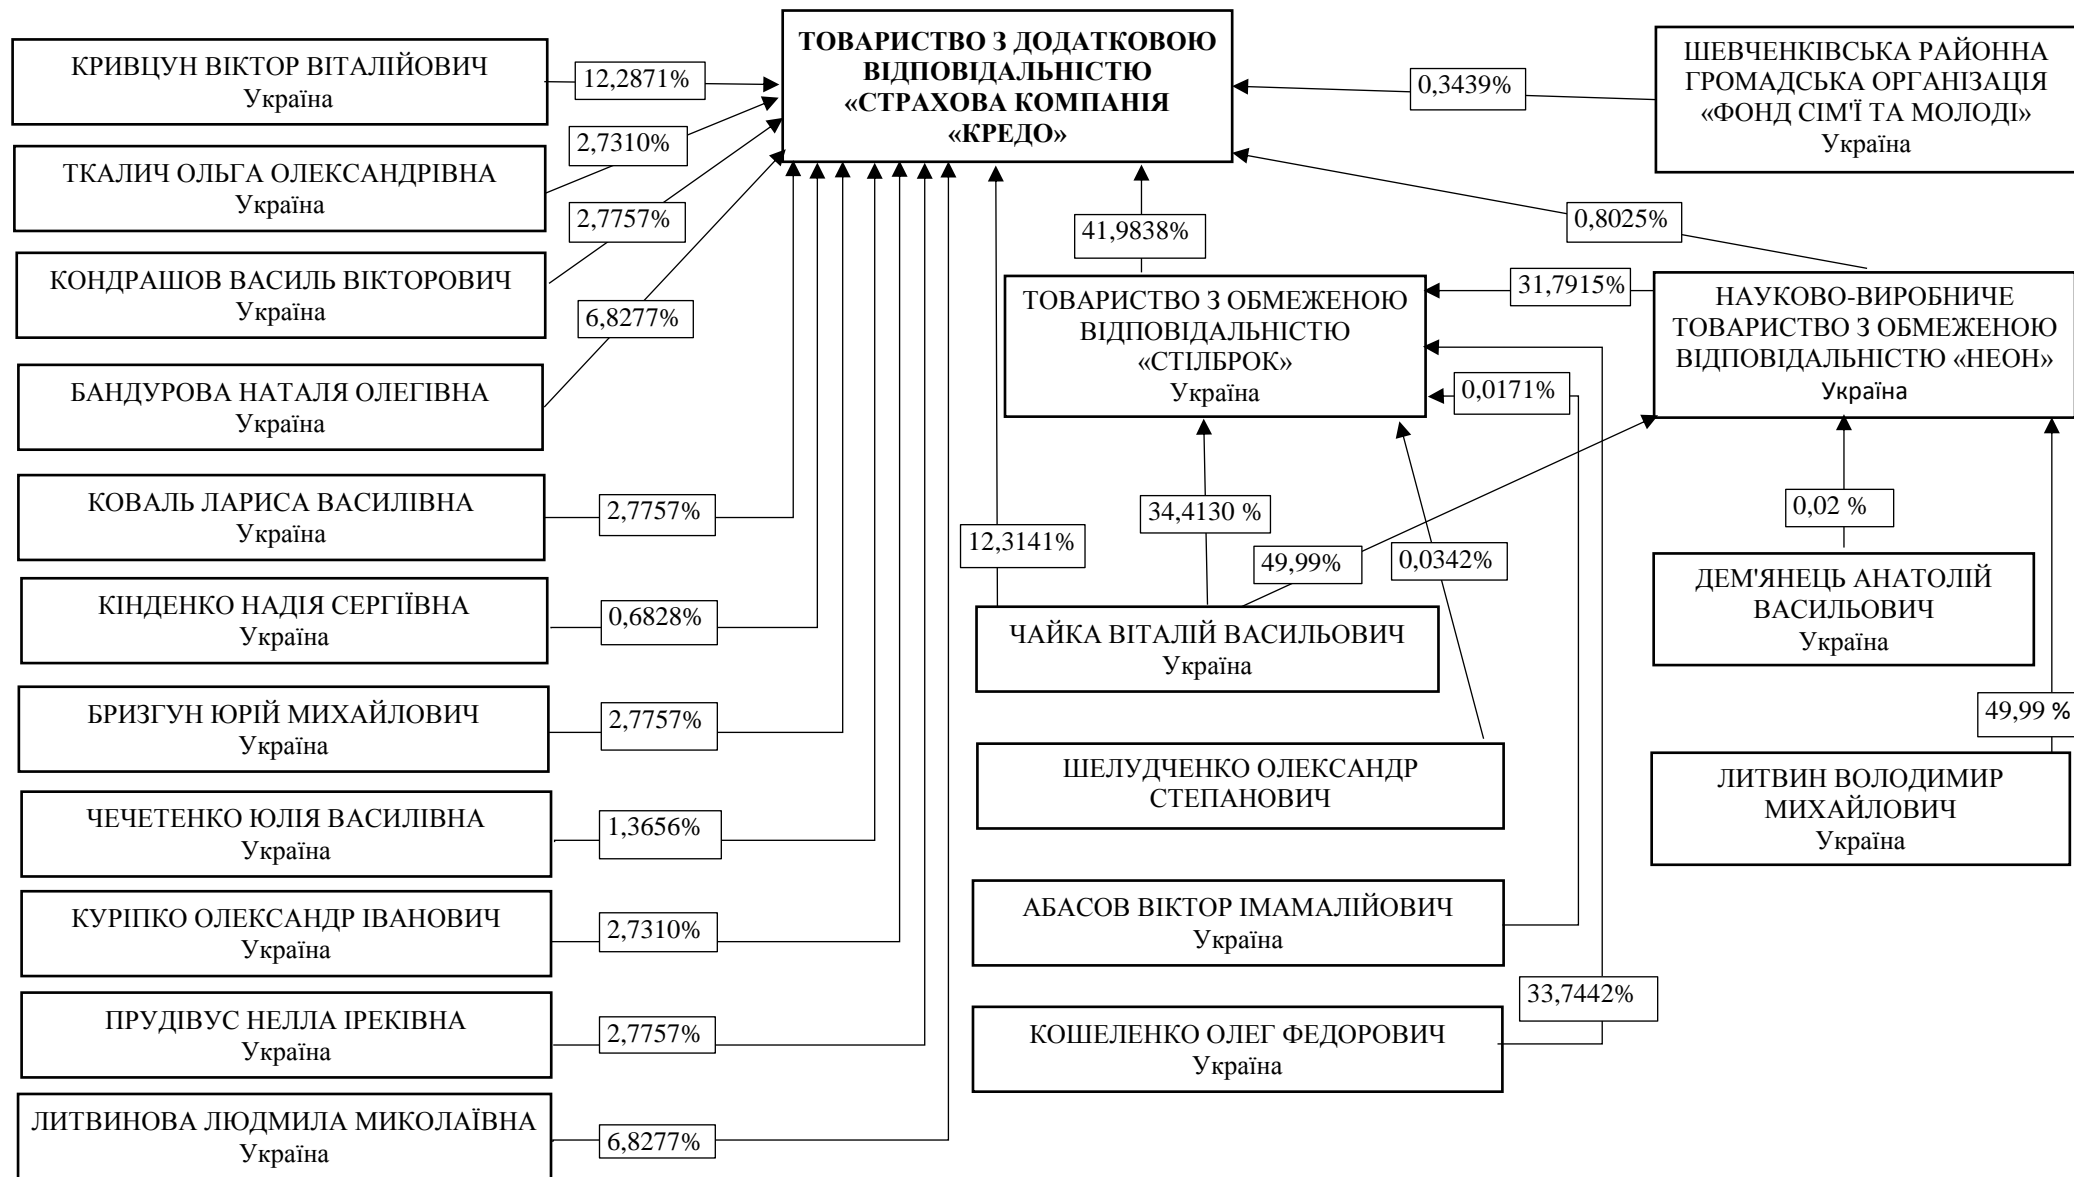 КРИВЦУН ВІКТОР ВІТАЛІЙОВИЧ
Україна
12,2871%
ТКАЛИЧ ОЛЬГА ОЛЕКСАНДРІВНА
Україна
2,7310%
КОНДРАШОВ ВАСИЛЬ ВІКТОРОВИЧ
Україна
2,7757%
БАНДУРОВА НАТАЛЯ ОЛЕГІВНА
Україна
6,8277%
КОВАЛЬ ЛАРИСА ВАСИЛІВНА
Україна
2,7757%
КІНДЕНКО НАДІЯ СЕРГІЇВНА
Україна
0,6828%
БРИЗГУН ЮРІЙ МИХАЙЛОВИЧ
Україна
2,7757%
ЧЕЧЕТЕНКО ЮЛІЯ ВАСИЛІВНА
Україна
1,3656%
КУРІПКО ОЛЕКСАНДР ІВАНОВИЧ
Україна
2,7310%
ПРУДІВУС НЕЛЛА ІРЕКІВНА
Україна
2,7757%
ЛИТВИНОВА ЛЮДМИЛА МИКОЛАЇВНА
Україна
6,8277%
ТОВАРИСТВО З ДОДАТКОВОЮ
ВІДПОВІДАЛЬНІСТЮ
«СТРАХОВА КОМПАНІЯ
«КРЕДО»
41,9838%
ТОВАРИСТВО З ОБМЕЖЕНОЮ
ВІДПОВІДАЛЬНІСТЮ
«СТІЛБРОК»
Україна
34,4130 %
12,3141%
49,99%
0,0342%
ЧАЙКА ВІТАЛІЙ ВАСИЛЬОВИЧ
Україна
ШЕЛУДЧЕНКО ОЛЕКСАНДР
СТЕПАНОВИЧ
АБАСОВ ВІКТОР ІМАМАЛІЙОВИЧ
Україна
КОШЕЛЕНКО ОЛЕГ ФЕДОРОВИЧ
Україна
0,3439%
0,8025%
31,7915%
0,0171%
33,7442%
ШЕВЧЕНКІВСЬКА РАЙОННА
ГРОМАДСЬКА ОРГАНІЗАЦІЯ
«ФОНД СІМ'Ї ТА МОЛОДІ»
Україна
НАУКОВО-ВИРОБНИЧЕ
ТОВАРИСТВО З ОБМЕЖЕНОЮ
ВІДПОВІДАЛЬНІСТЮ «НЕОН»
Україна
0,02 %
ДЕМ'ЯНЕЦЬ АНАТОЛІЙ
ВАСИЛЬОВИЧ
Україна
49,99 %
ЛИТВИН ВОЛОДИМИР
МИХАЙЛОВИЧ
Україна